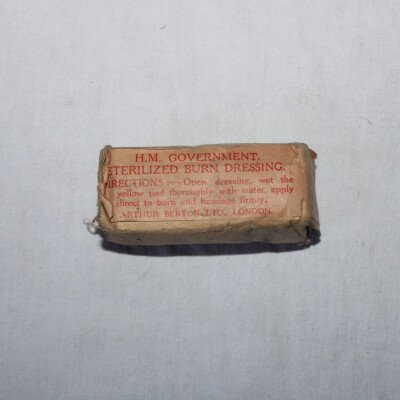 H.M. GOVERNMENT.
STERILIZED BURN DRESSING.
DIRECTIONS :—Open dressing, wet the
yellow pad thoroughly with water, apply
direct to burn and bandage firmly.
ARTHUR BERTON LTD., LONDON.